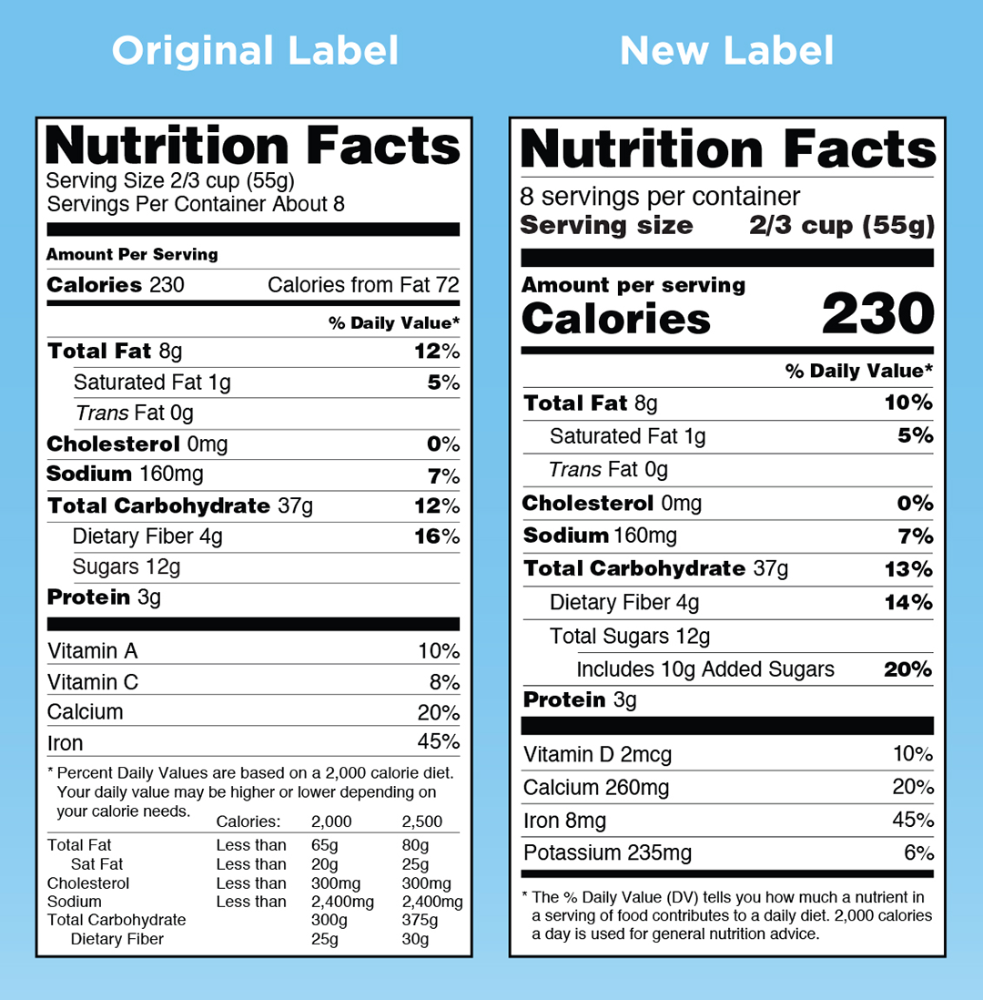 Original Label
Nutrition Facts
Serving Size 2/3 cup (55g)
Servings Per Container About 8
Amount Per Serving
Calories 230 Calories from Fat 72
% Daily Value*
Total Fat 8g 12%
Saturated Fat 1g 5%
Trans Fat 0g
Cholesterol 0mg 0%
Sodium 160mg 7%
Total Carbohydrate 37g 12%
Dietary Fiber 4g 16%
Sugars 12g
Protein 3g
Vitamin A 10%
Vitamin C 8%
Calcium 20%
Iron 45%
* Percent Daily Values are based on a 2,000 calorie diet.
Your daily value may be higher or lower depending on
your calorie needs.
Calories: 2,000 2,500
Total Fat Less than 65g 80g
Sat Fat Less than 20g 25g
Cholesterol Less than 300mg 300mg
Sodium Less than 2,400mg 2,400mg
Total Carbohydrate 300g 375g
Dietary Fiber 25g 30g
New Label
Nutrition Facts
8 servings per container
Serving size 2/3 cup (55g)
Amount per serving
Calories 230
% Daily Value*
Total Fat 8g 10%
Saturated Fat 1g 5%
Trans Fat 0g
Cholesterol 0mg 0%
Sodium 160mg 7%
Total Carbohydrate 37g 13%
Dietary Fiber 4g 14%
Total Sugars 12g
Includes 10g Added Sugars 20%
Protein 3g
Vitamin D 2mcg 10%
Calcium 260mg 20%
Iron 8mg 45%
Potassium 235mg 6%
* The % Daily Value (DV) tells you how much a nutrient in
a serving of food contributes to a daily diet. 2,000 calories
a day is used for general nutrition advice.